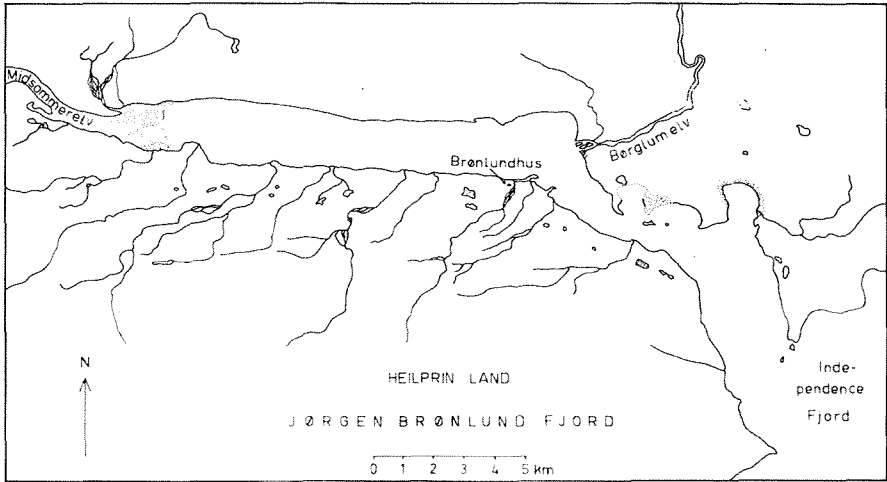 Midsommerelv
Børglumelv
Brønlundhus
N
HEILPRIN LAND
JØRGEN BRØNLUND FJORD
0 1 2 3 4 5 km
Inde-
pendence
Fjord